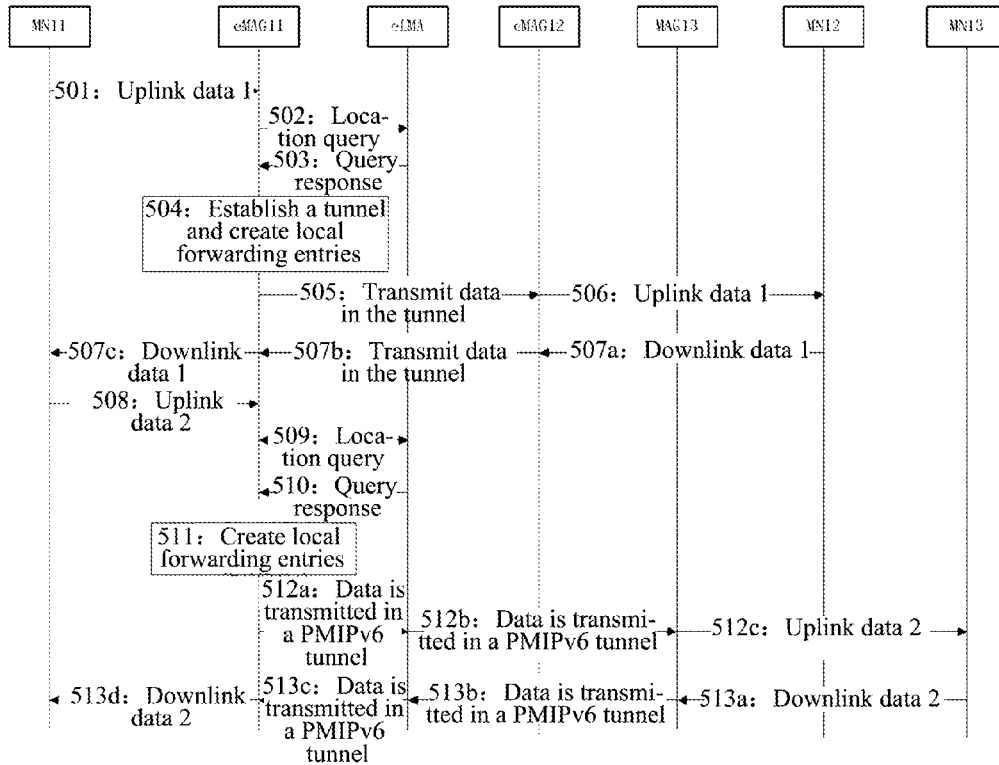 MN11 eMAG11 eLMA eMAG12 MAG13 MN12 MN13
501: Uplink data 1
502: Loca-
tion query
503: Query
response
504: Establish a tunnel
and create local
forwarding entries
505: Transmit data
in the tunnel
506: Uplink data 1
507c: Downlink
data 1
507b: Transmit data
in the tunnel
507a: Downlink data 1
508: Uplink
data 2
509: Loca-
tion query
510: Query
response
511: Create local
forwarding entries
512a: Data is
transmitted in
a PMIPv6
tunnel
512b: Data is transmi-
tted in a PMIPv6 tunnel
512c: Uplink data 2
513d: Downlink
data 2
513c: Data is
transmitted in
a PMIPv6
tunnel
513b: Data is transmi-
tted in a PMIPv6 tunnel
513a: Downlink data 2